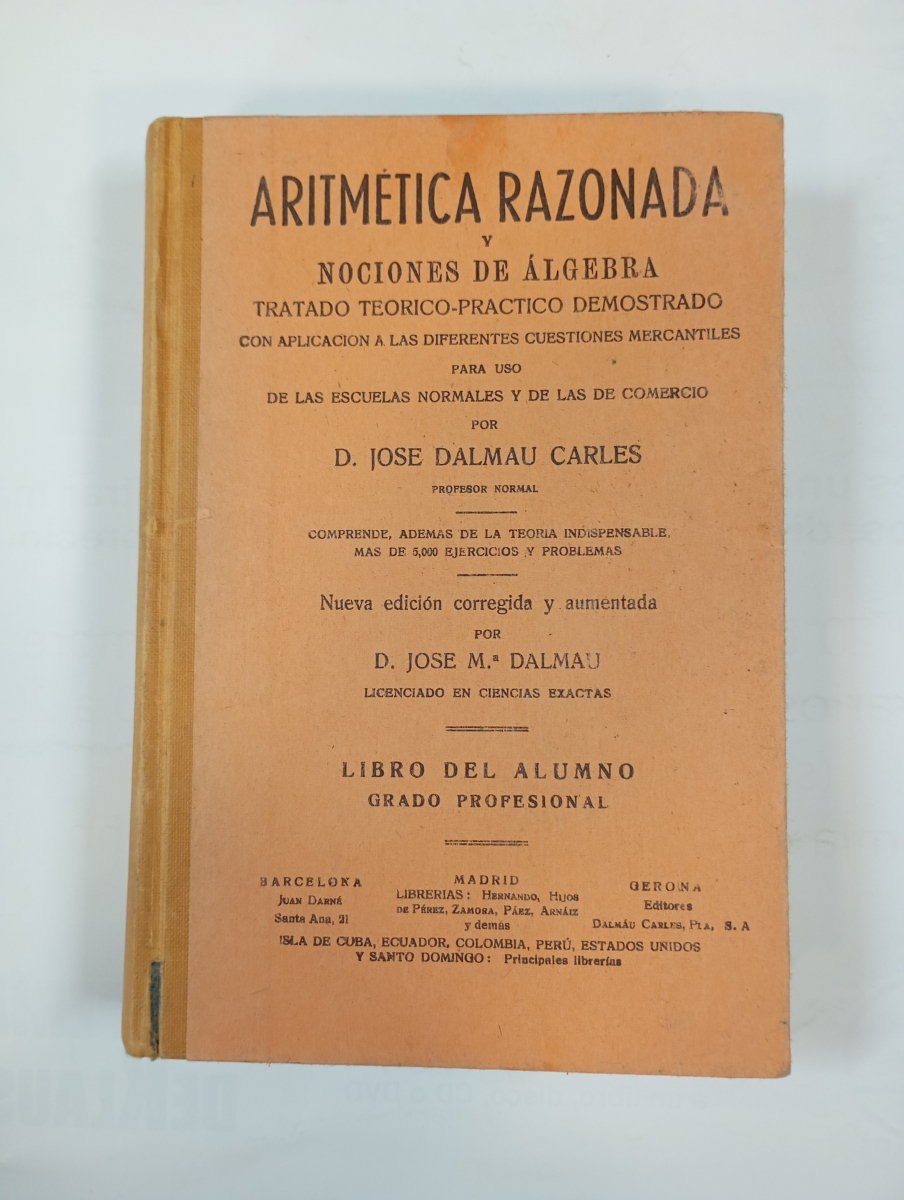 ARITMÉTICA RAZONADA
Y
NOCIONES DE ÁLGEBRA
TRATADO TEORICO-PRACTICO DEMOSTRADO
CON APLICACION A LAS DIFERENTES CUESTIONES MERCANTILES
PARA USO
DE LAS ESCUELAS NORMALES Y DE LAS DE COMERCIO
POR
D. JOSE DALMAU CARLES
PROFESOR NORMAL
COMPRENDE, ADEMAS DE LA TEORIA INDISPENSABLE,
MAS DE 5,000 EJERCICIOS Y PROBLEMAS
Nueva edición corregida y aumentada
POR
D. JOSE M.ª DALMAU
LICENCIADO EN CIENCIAS EXACTAS
LIBRO DEL ALUMNO
GRADO PROFESIONAL
BARCELONA
JUAN DARNÉ
Santa Ana, 21
MADRID
LIBRERIAS: HERNANDO, HIJOS
DE PÉREZ, ZAMORA, PÁEZ, ARNÁIZ
y demás
GERONA
Editores
DALMÁU CARLES, PLA, S. A
ISLA DE CUBA, ECUADOR, COLOMBIA, PERÚ, ESTADOS UNIDOS
Y SANTO DOMINGO: Principales librerías